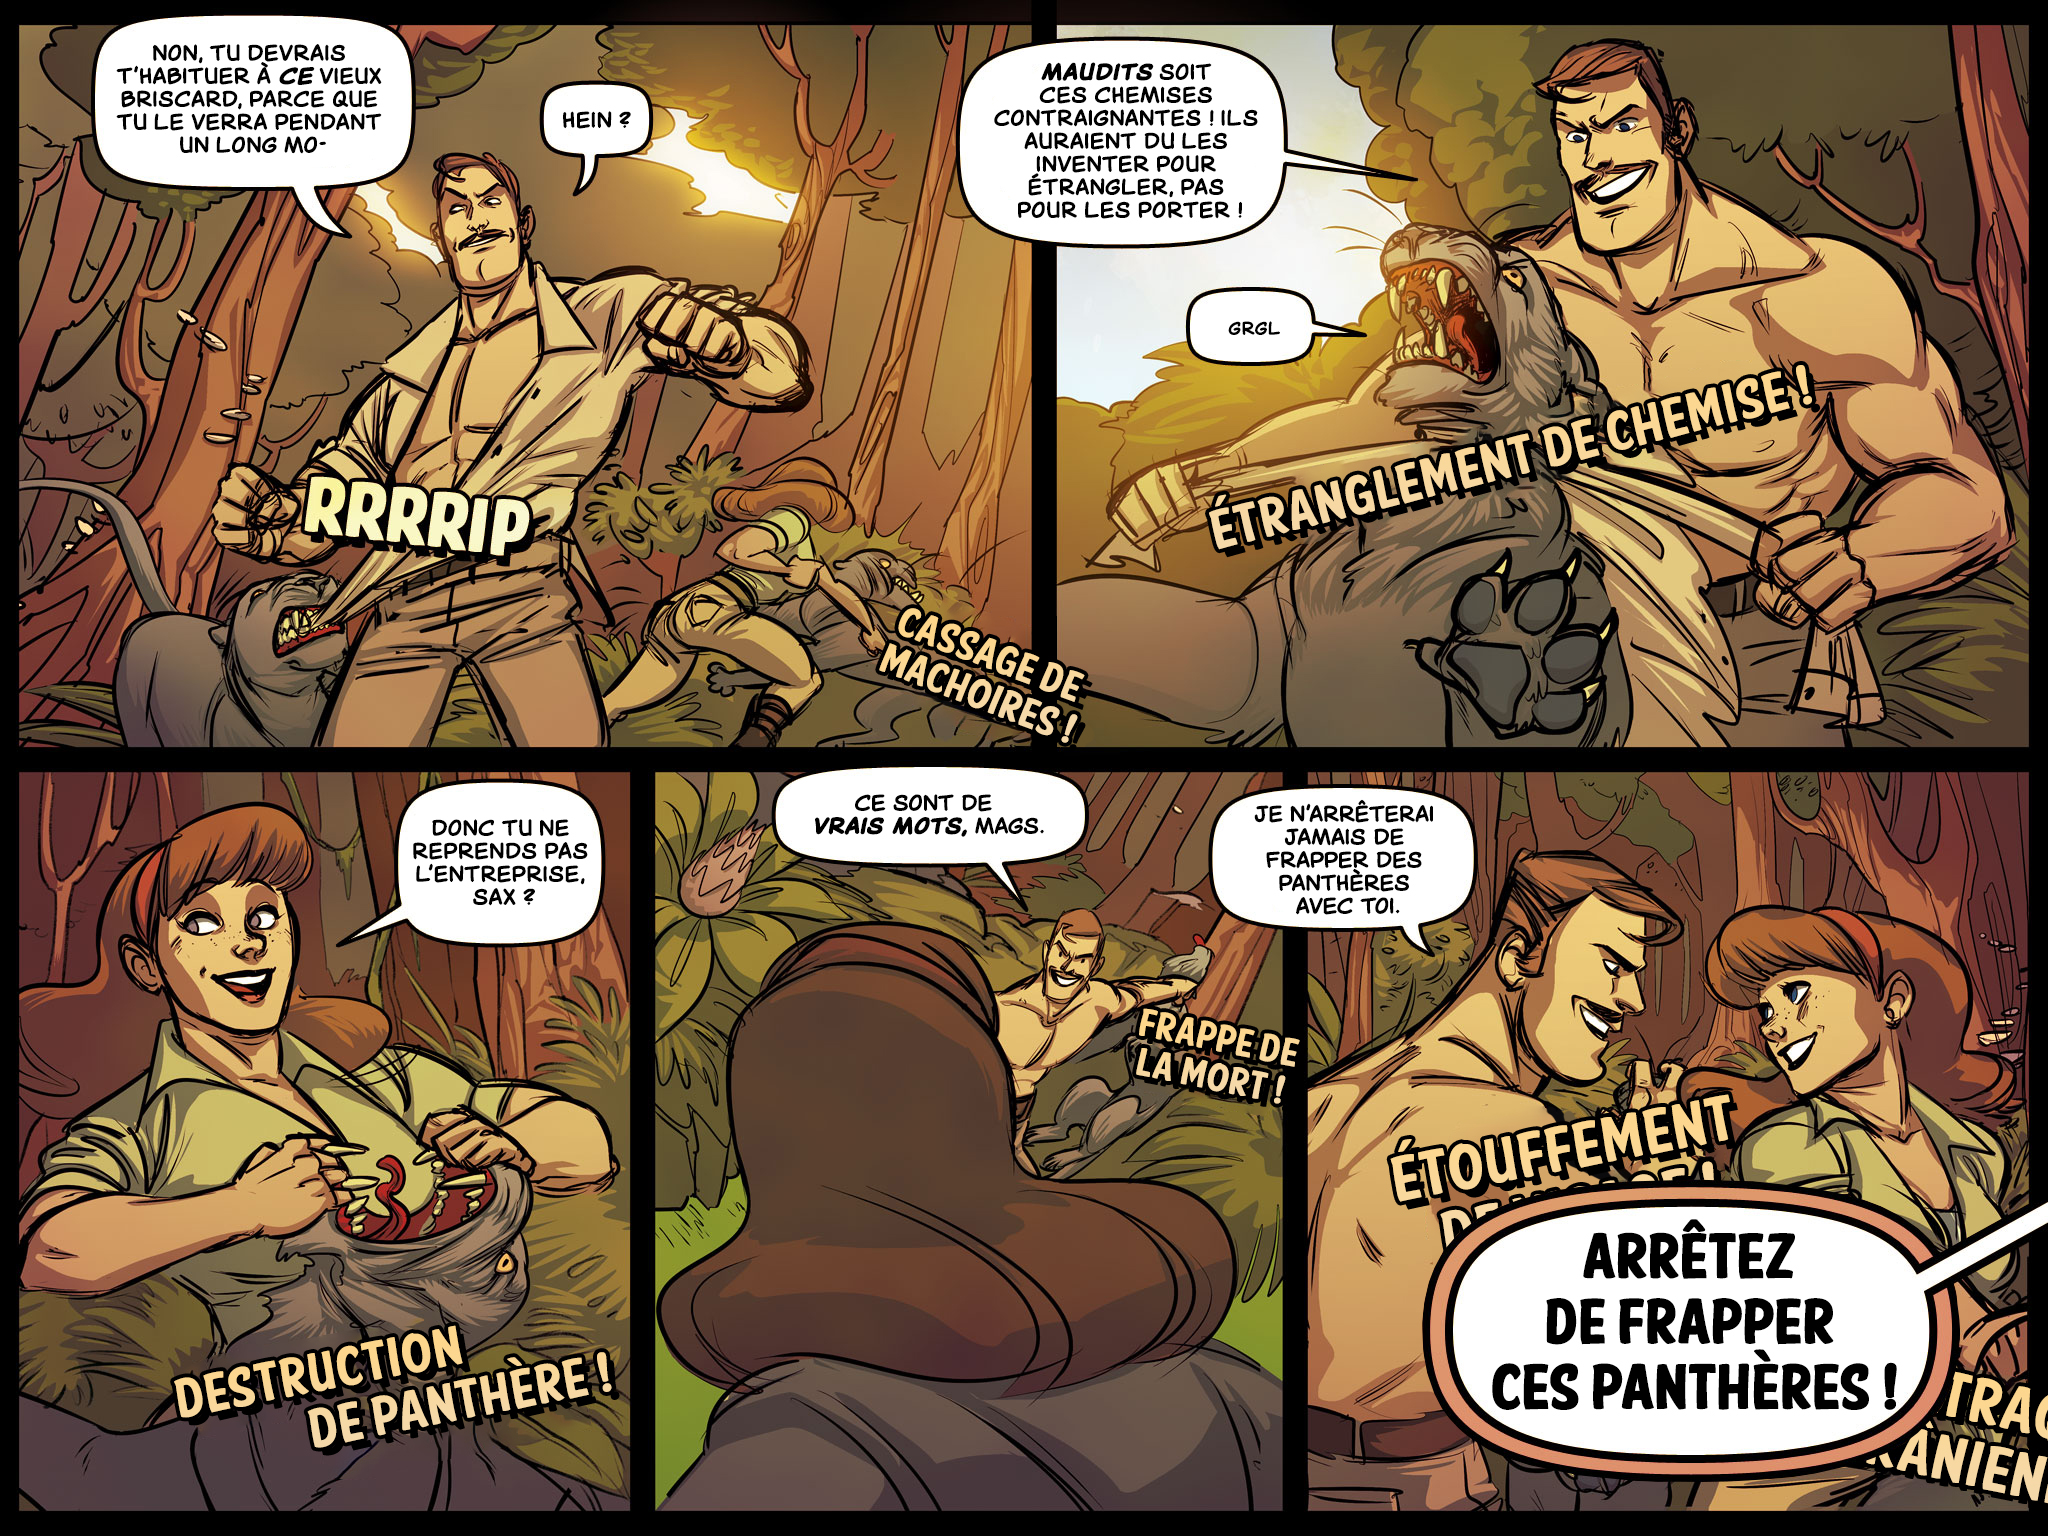 NON, TU DEVRAIS
T'HABITUER À CE VIEUX
BRISCARD, PARCE QUE
TU LE VERRA PENDANT
UN LONG MO-
HEIN ?
RRRRIP
CASSAGE DE
MACHOIRES !
MAUDITS SOIT
CES CHEMISES
CONTRAIGNANTES ! ILS
AURAIENT DU LES
INVENTER POUR
ÉTRANGLER, PAS
POUR LES PORTER !
GRGL
ÉTRANGLEMENT DE CHEMISE !
DONC TU NE
REPRENDS PAS
L'ENTREPRISE,
SAX ?
DESTRUCTION
DE PANTHÈRE !
CE SONT DE
VRAIS MOTS, MAGS.
FRAPPE DE
LA MORT !
JE N'ARRÊTERAI
JAMAIS DE
FRAPPER DES
PANTHÈRES
AVEC TOI.
ÉTOUFFEMENT
ARRÊTEZ
DE FRAPPER
CES PANTHÈRES !